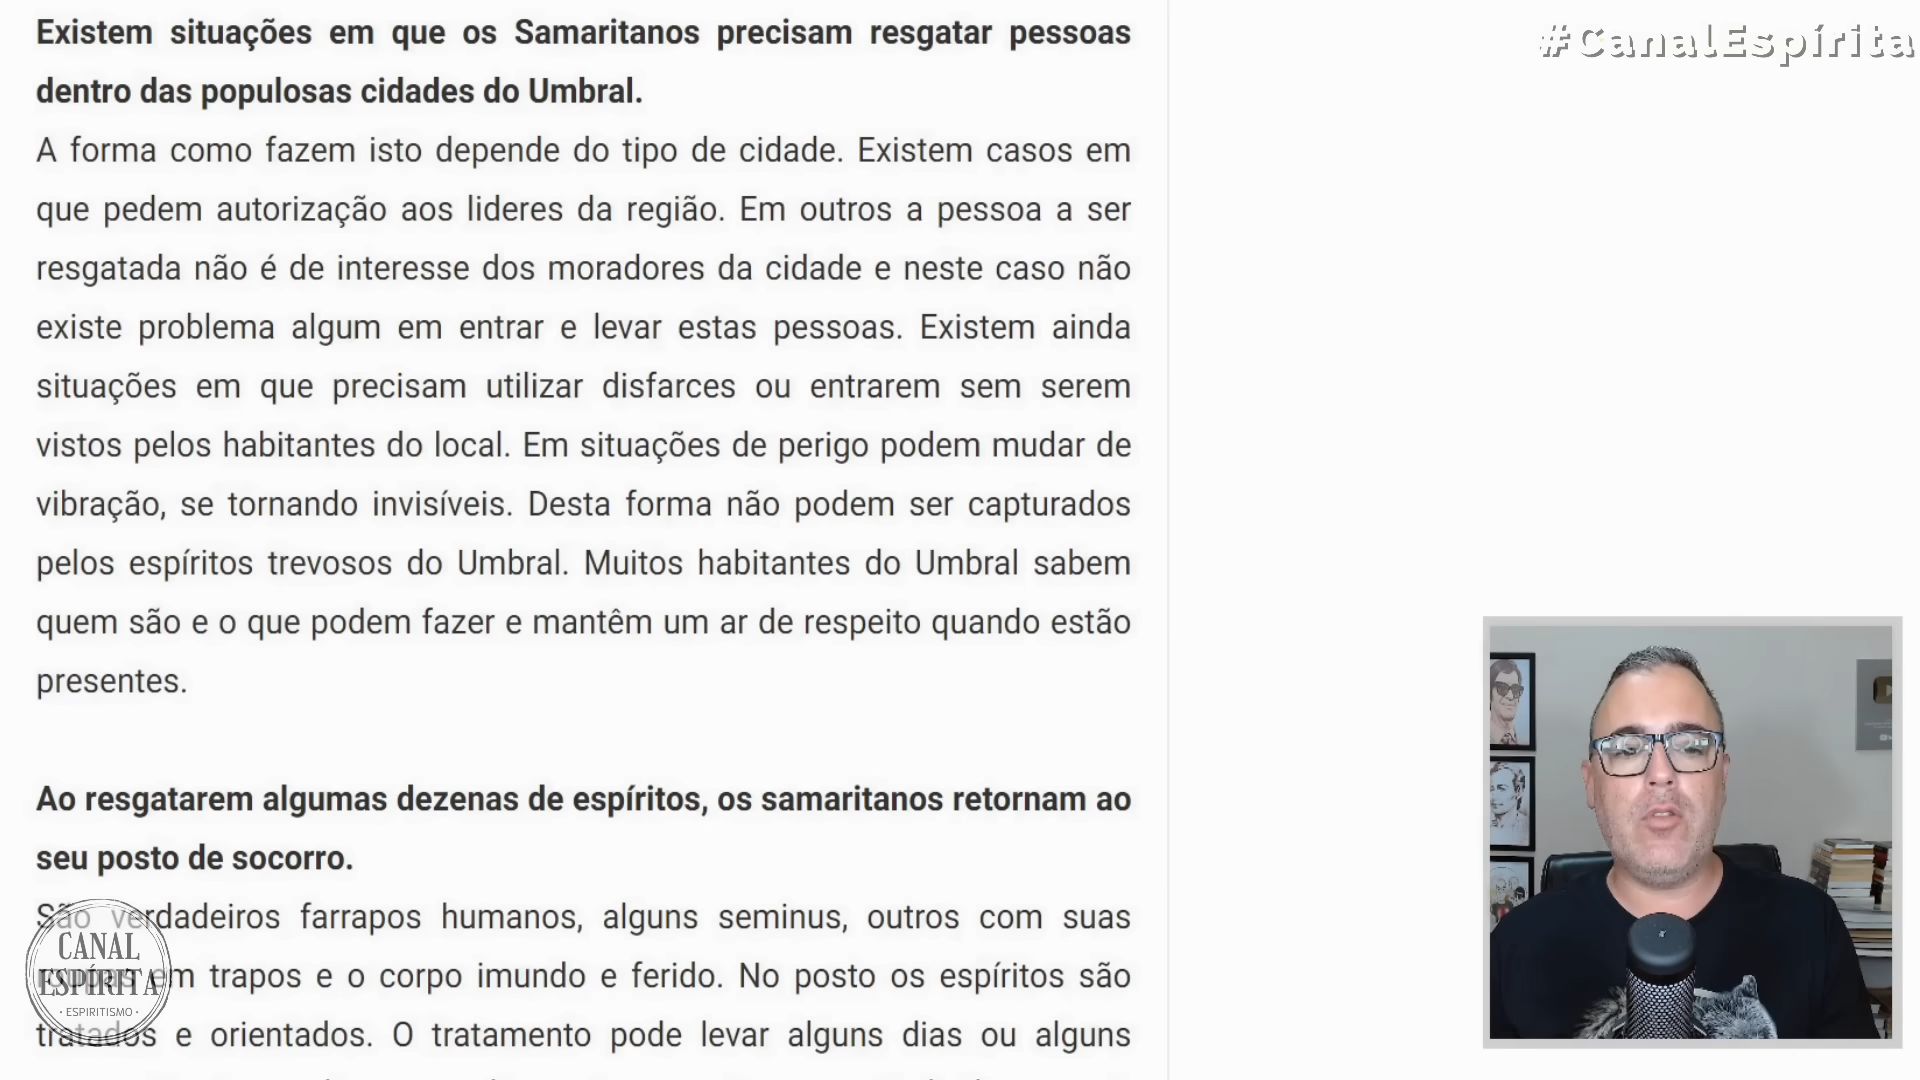 Existem situações em que os Samaritanos precisam resgatar pessoas
dentro das populosas cidades do Umbral.
A forma como fazem isto depende do tipo de cidade. Existem casos em
que pedem autorização aos lideres da região. Em outros a pessoa a ser
resgatada não é de interesse dos moradores da cidade e neste caso não
existe problema algum em entrar e levar estas pessoas. Existem ainda
situações em que precisam utilizar disfarces ou entrarem sem serem
vistos pelos habitantes do local. Em situações de perigo podem mudar de
vibração, se tornando invisíveis. Desta forma não podem ser capturados
pelos espíritos trevosos do Umbral. Muitos habitantes do Umbral sabem
quem são e o que podem fazer e mantêm um ar de respeito quando estão
presentes.
Ao resgatarem algumas dezenas de espíritos, os samaritanos retornam ao
seu posto de socorro.
São verdadeiros farrapos humanos, alguns seminus, outros com suas
roupas em trapos e o corpo imundo e ferido. No posto os espíritos são
tratados e orientados. O tratamento pode levar alguns dias ou alguns
#CanalEspírita
CANAL
ESPÍRITA
· ESPIRITISMO ·